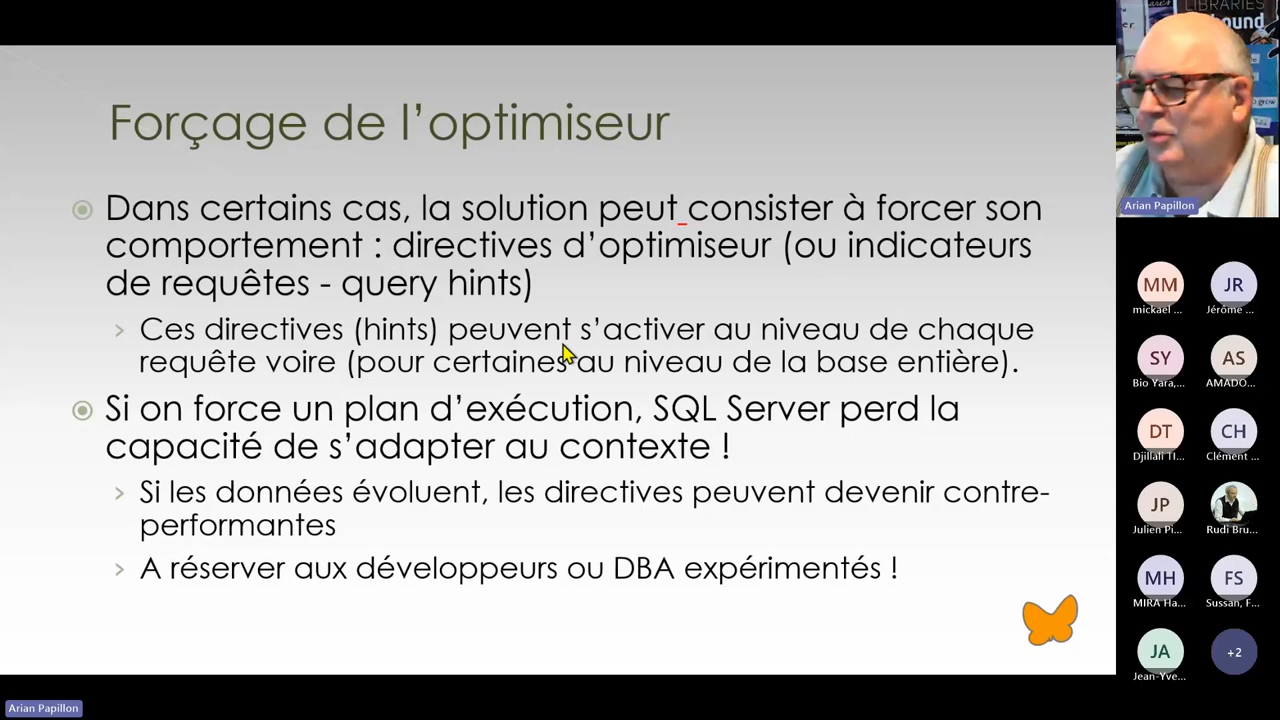 Forçage de l'optimiseur
Dans certains cas, la solution peut consister à forcer son
comportement : directives d'optimiseur (ou indicateurs
de requêtes - query hints)
Ces directives (hints) peuvent s'activer au niveau de chaque
requête voire (pour certaines au niveau de la base entière).
Si on force un plan d'exécution, SQL Server perd la
capacité de s'adapter au contexte !
Si les données évoluent, les directives peuvent devenir contre-
performantes
A réserver aux développeurs ou DBA expérimentés !
Arian Papillon
LIBRARIES
Arian Papillon
MM
JR
mickael ...
Jérôme ...
SY
AS
Bio Yara,...
AMADO...
DT
CH
Djillali TI...
Clément ...
JP
Julien Pi...
Rudi Bru...
MH
FS
MIRA Ha...
Sussan, F...
JA
+2
Jean-Yve...